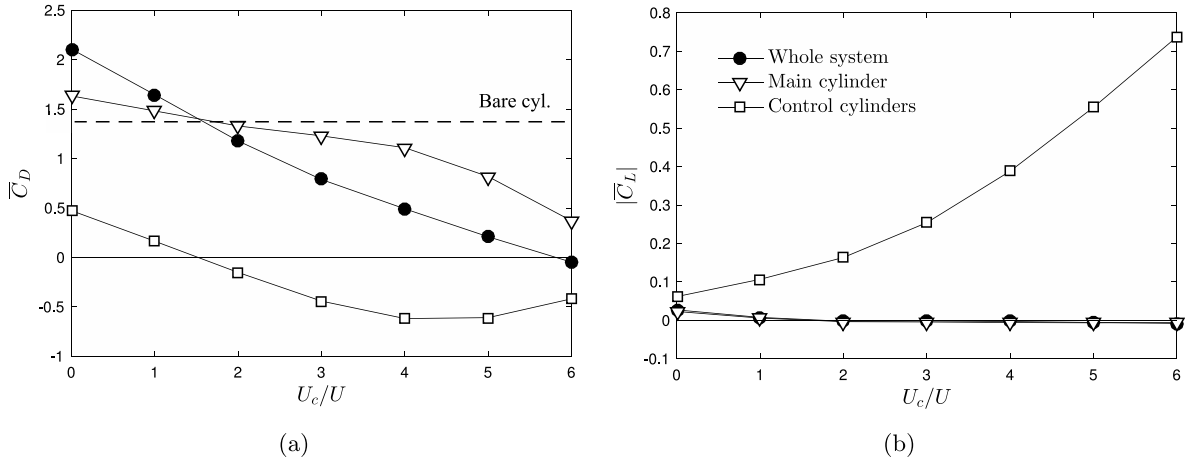 2.5
2
1.5
1
0.5
0
-0.5
-1
C̅_D
Bare cyl.
0 1 2 3 4 5 6
U_c/U
(a)
0.8
0.7
0.6
0.5
0.4
0.3
0.2
0.1
0
-0.1
|C̅_L|
Whole system
Main cylinder
Control cylinders
0 1 2 3 4 5 6
U_c/U
(b)